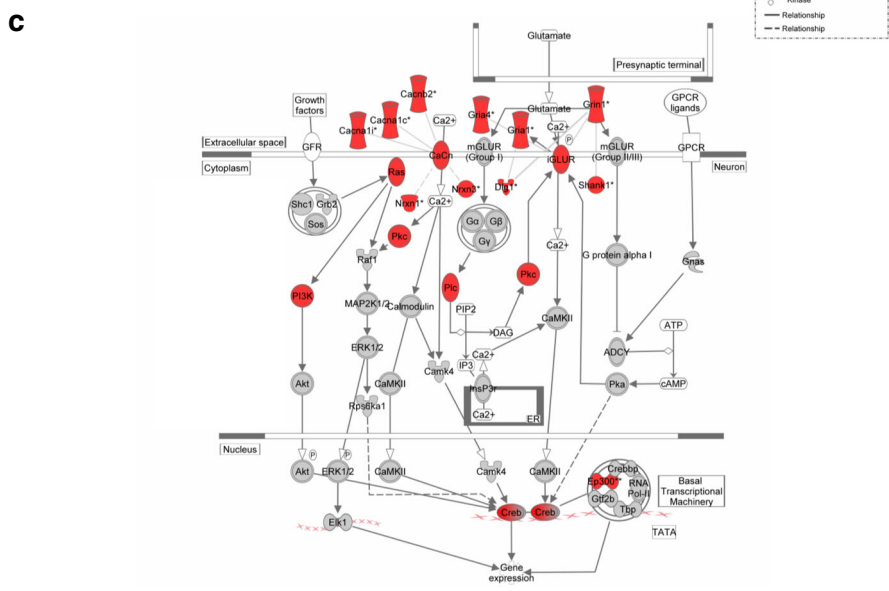 c
Kinase
Relationship
Relationship
Glutamate
Presynaptic terminal
Growth
factors
Cacnb2*
Cacna1c*
Cacna1i*
Ca2+
Gria4*
Glutamate
Grin1*
Gria1*
Ca2+
P
GPCR
ligands
Extracellular space
GFR
CaCn
mGLUR
(Group I)
iGLUR
mGLUR
(Group II/III)
GPCR
Cytoplasm
Neuron
Ras
Nrxn3*
Dlg1*
Shank1*
Nrxn1*
Ca2+
Shc1
Grb2
Sos
Gα
Gβ
Gγ
Pkc
Ca2+
Raf1
G protein alpha I
Gnas
Pkc
PI3K
Plc
MAP2K1/2
Calmodulin
PIP2
CaMKII
DAG
ATP
ERK1/2
Ca2+
ADCY
Camk4
IP3
Akt
CaMKII
InsP3r
Pka
cAMP
Rps6ka1
Ca2+
ER
Nucleus
P
P
Akt
ERK1/2
CaMKII
Camk4
CaMKII
Crebbp
Ep300**
RNA
Pol-II
Gtf2b
Tbp
Basal
Transcriptional
Machinery
Creb
Creb
Elk1
TATA
Gene
expression